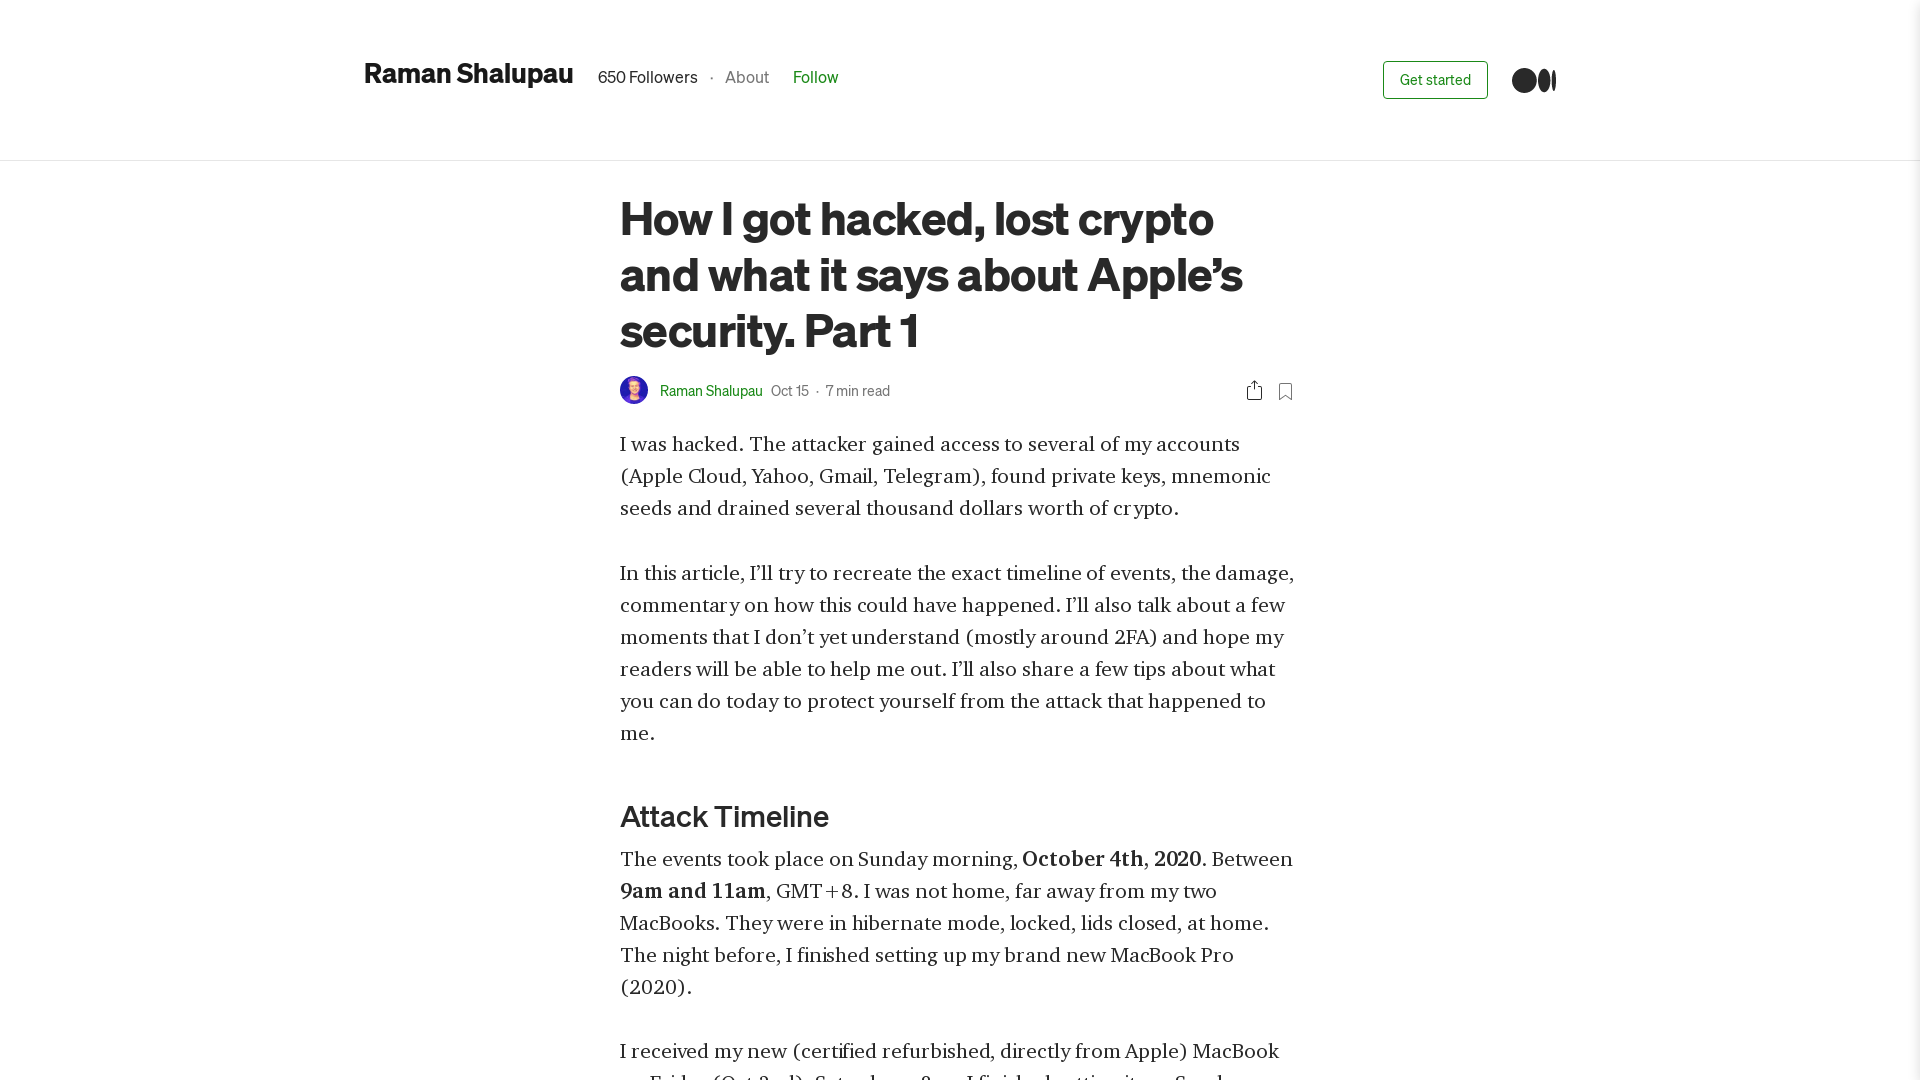 Raman Shalupau
650 Followers · About Follow
Get started
How I got hacked, lost crypto
and what it says about Apple’s
security. Part 1
Raman Shalupau Oct 15 · 7 min read
I was hacked. The attacker gained access to several of my accounts
(Apple Cloud, Yahoo, Gmail, Telegram), found private keys, mnemonic
seeds and drained several thousand dollars worth of crypto.
In this article, I’ll try to recreate the exact timeline of events, the damage,
commentary on how this could have happened. I’ll also talk about a few
moments that I don’t yet understand (mostly around 2FA) and hope my
readers will be able to help me out. I’ll also share a few tips about what
you can do today to protect yourself from the attack that happened to
me.
Attack Timeline
The events took place on Sunday morning, October 4th, 2020. Between
9am and 11am, GMT+8. I was not home, far away from my two
MacBooks. They were in hibernate mode, locked, lids closed, at home.
The night before, I finished setting up my brand new MacBook Pro
(2020).
I received my new (certified refurbished, directly from Apple) MacBook